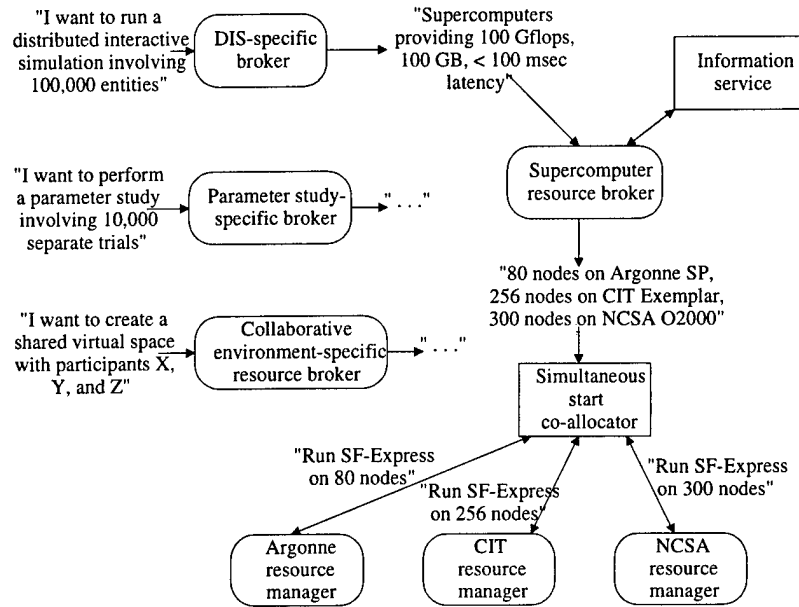 "I want to run a
distributed interactive
simulation involving
100,000 entities"
DIS-specific
broker
"Supercomputers
providing 100 Gflops,
100 GB, < 100 msec
latency"
Information
service
"I want to perform
a parameter study
involving 10,000
separate trials"
Parameter study-
specific broker
". . ."
Supercomputer
resource broker
"80 nodes on Argonne SP,
256 nodes on CIT Exemplar,
300 nodes on NCSA O2000"
"I want to create a
shared virtual space
with participants X,
Y, and Z"
Collaborative
environment-specific
resource broker
". . ."
Simultaneous
start
co-allocator
"Run SF-Express
on 80 nodes"
"Run SF-Express
on 256 nodes"
"Run SF-Express
on 300 nodes"
Argonne
resource
manager
CIT
resource
manager
NCSA
resource
manager